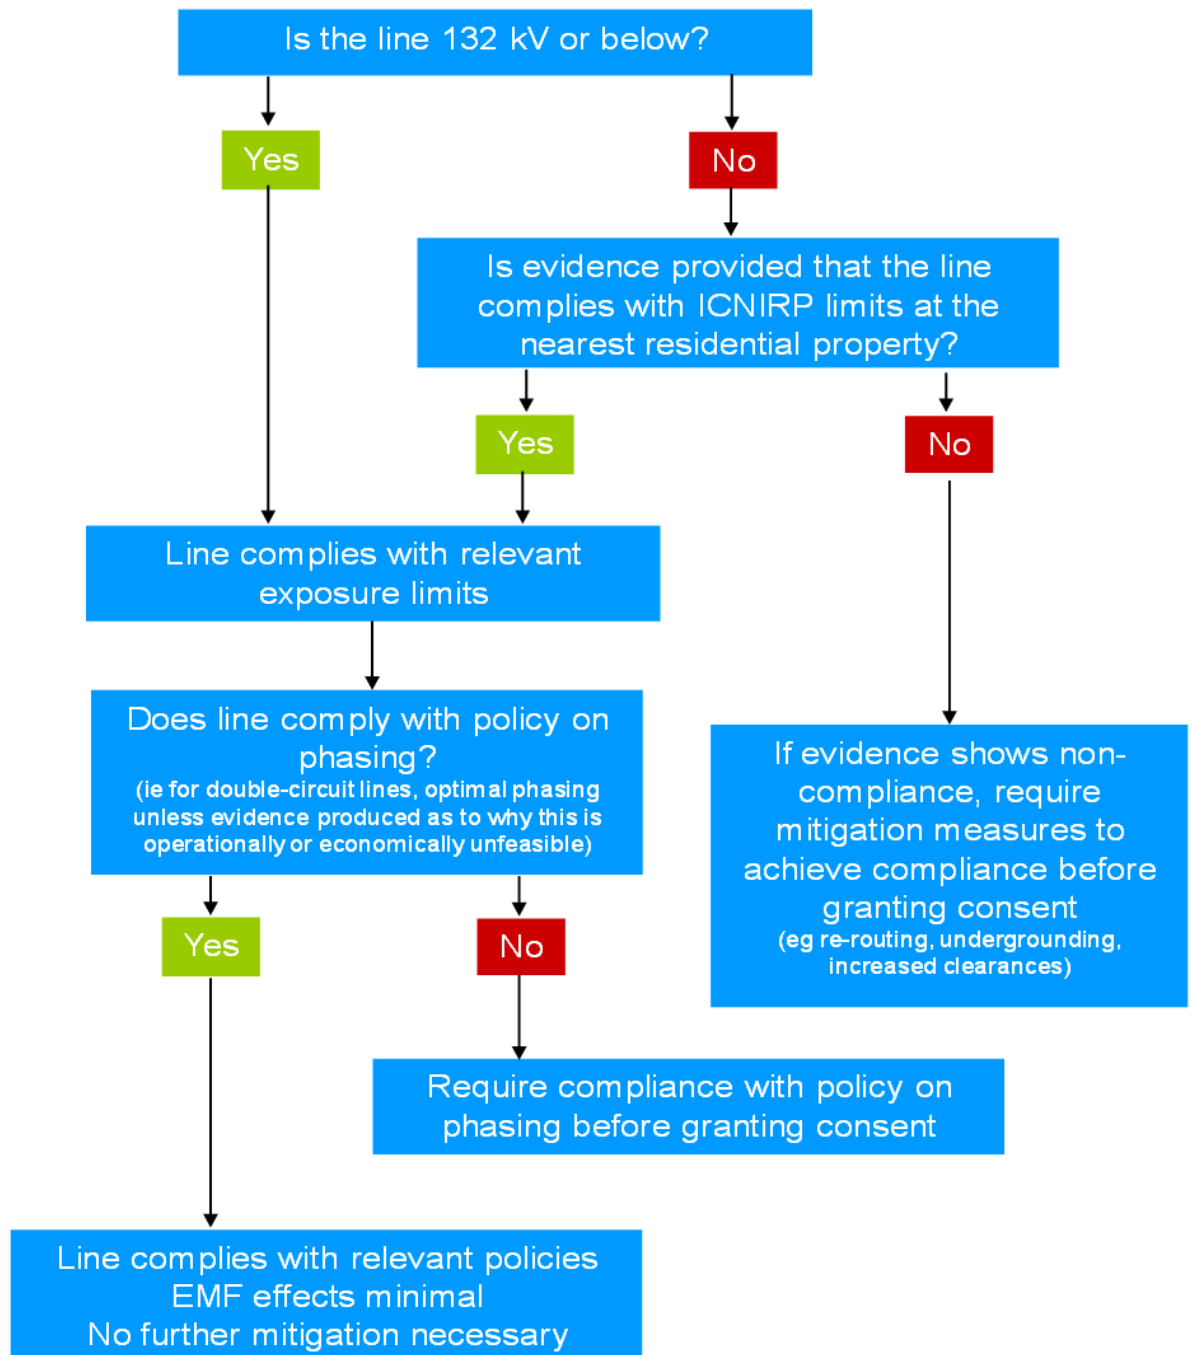 Is the line 132 kV or below?
Yes
No
Is evidence provided that the line
complies with ICNIRP limits at the
nearest residential property?
Yes
No
Line complies with relevant
exposure limits
Does line comply with policy on
phasing?
(ie for double-circuit lines, optimal phasing
unless evidence produced as to why this is
operationally or economically unfeasible)
If evidence shows non-
compliance, require
mitigation measures to
achieve compliance before
granting consent
(eg re-routing, undergrounding,
increased clearances)
Yes
No
Require compliance with policy on
phasing before granting consent
Line complies with relevant policies
EMF effects minimal
No further mitigation necessary